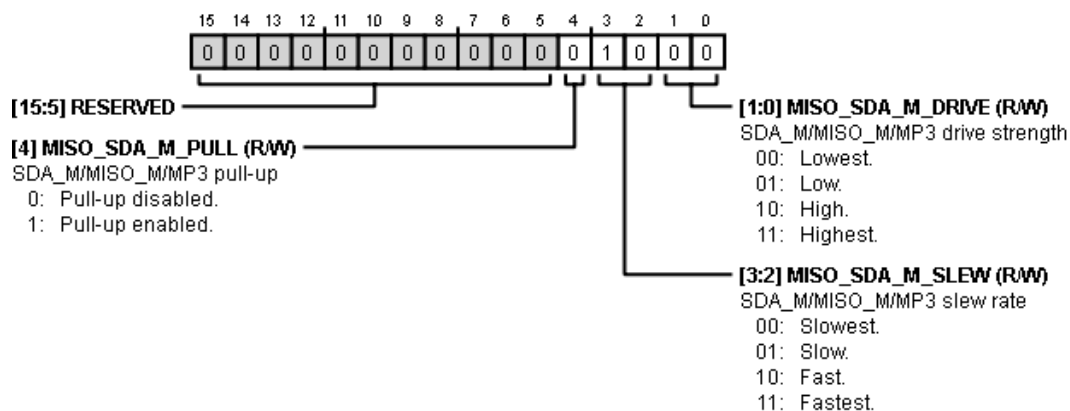 15 14 13 12 11 10 9 8 7 6 5 4 3 2 1 0
0 0 0 0 0 0 0 0 0 0 0 0 1 0 0 0
[15:5] RESERVED
[4] MISO_SDA_M_PULL (R/W)
SDA_M/MISO_M/MP3 pull-up
0: Pull-up disabled.
1: Pull-up enabled.
[1:0] MISO_SDA_M_DRIVE (R/W)
SDA_M/MISO_M/MP3 drive strength
00: Lowest.
01: Low.
10: High.
11: Highest.
[3:2] MISO_SDA_M_SLEW (R/W)
SDA_M/MISO_M/MP3 slew rate
00: Slowest.
01: Slow.
10: Fast.
11: Fastest.